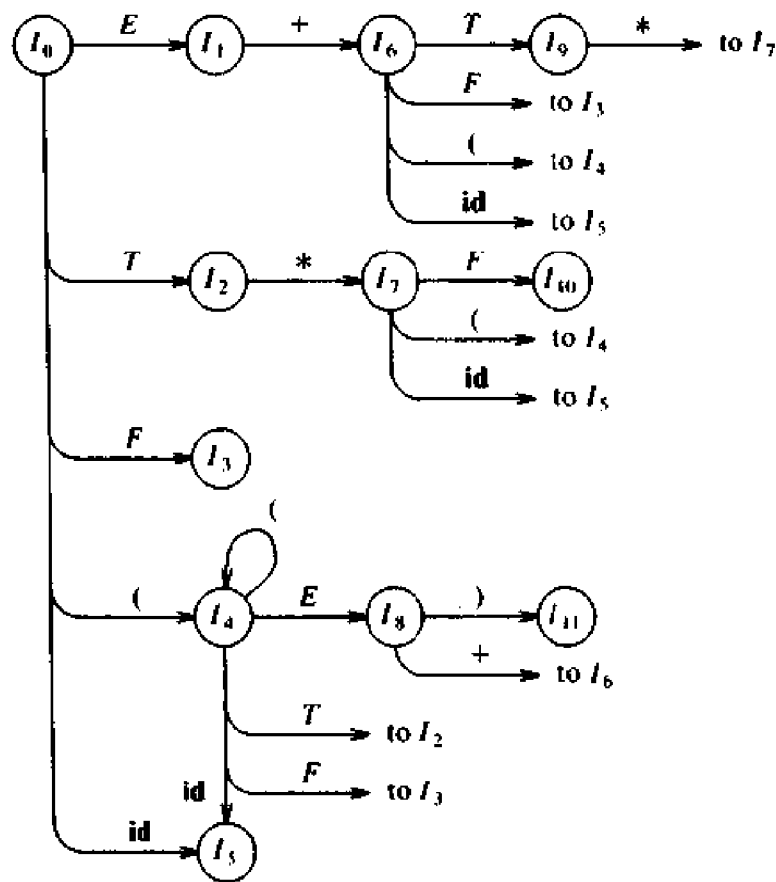 I₀ E I₁ + I₆ T I₉ * to I₇
F to I₃
( to I₄
id to I₅
T I₂ * I₇ F I₁₀
( to I₄
id to I₅
F I₃
(
( I₄ E I₈ ) I₁₁
+ to I₆
T to I₂
F to I₃
id
id I₅